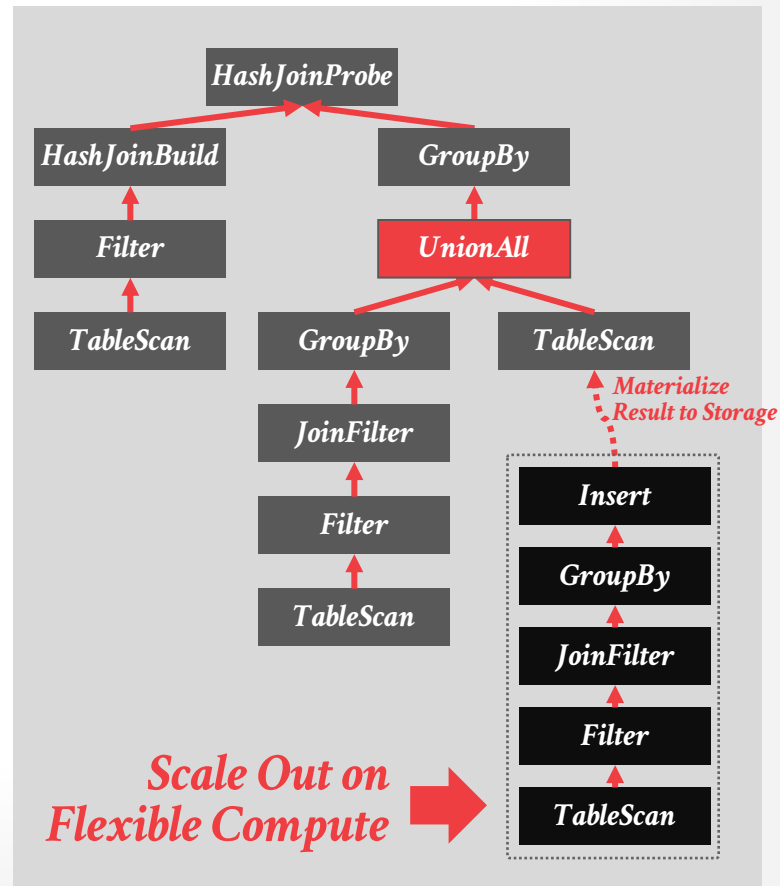 HashJoinProbe
HashJoinBuild
GroupBy
Filter
UnionAll
TableScan
GroupBy
TableScan
Materialize
Result to Storage
JoinFilter
Insert
Filter
GroupBy
TableScan
JoinFilter
Filter
Scale Out on
Flexible Compute
TableScan